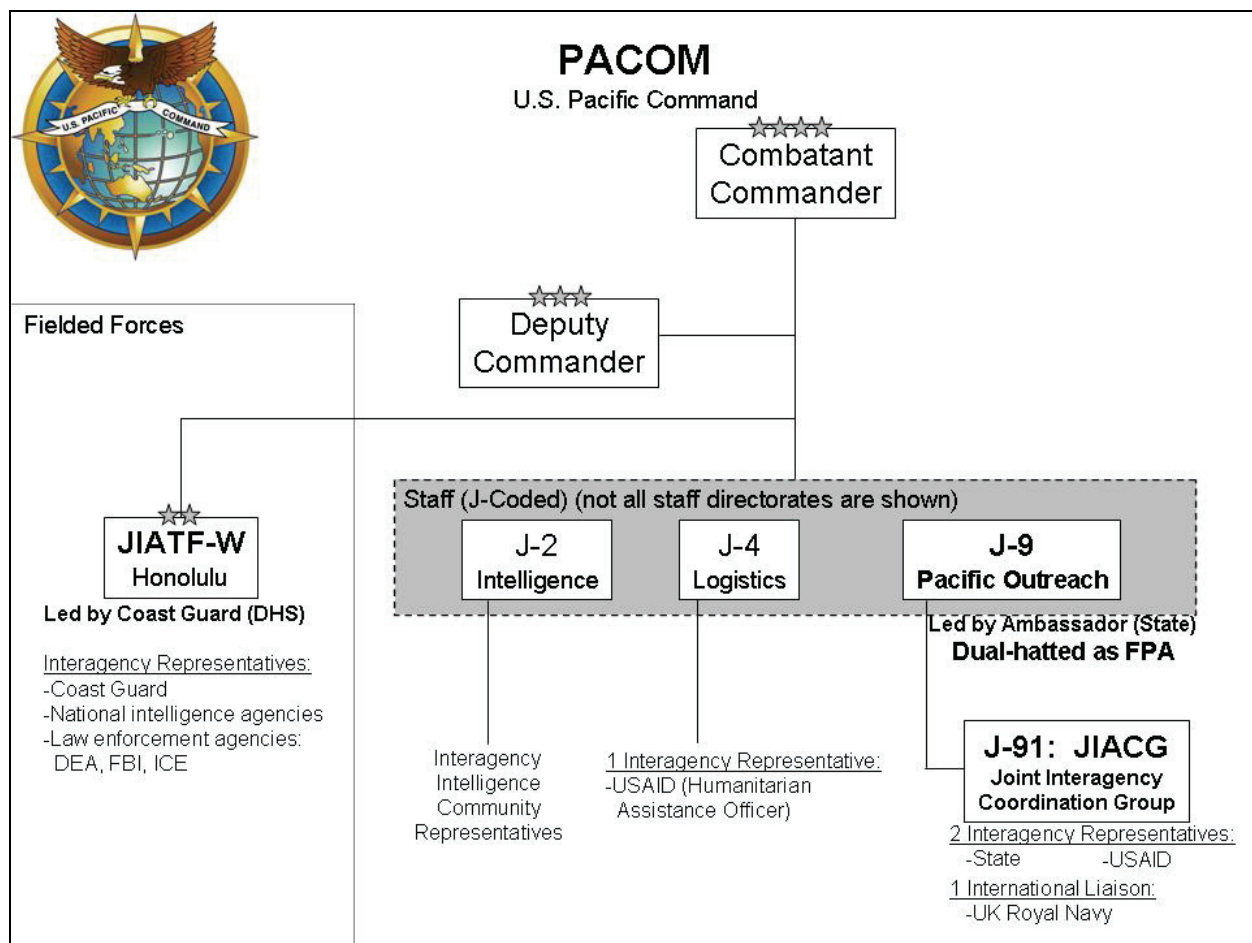 U.S. PACIFIC COMMAND
PACOM
U.S. Pacific Command
Combatant
Commander
Deputy
Commander
Fielded Forces
JIATF-W
Honolulu
Led by Coast Guard (DHS)
Interagency Representatives:
-Coast Guard
-National intelligence agencies
-Law enforcement agencies:
DEA, FBI, ICE
Staff (J-Coded) (not all staff directorates are shown)
J-2
Intelligence
J-4
Logistics
J-9
Pacific Outreach
Led by Ambassador (State)
Dual-hatted as FPA
Interagency
Intelligence
Community
Representatives
1 Interagency Representative:
-USAID (Humanitarian
Assistance Officer)
J-91: JIACG
Joint Interagency
Coordination Group
2 Interagency Representatives:
-State -USAID
1 International Liaison:
-UK Royal Navy